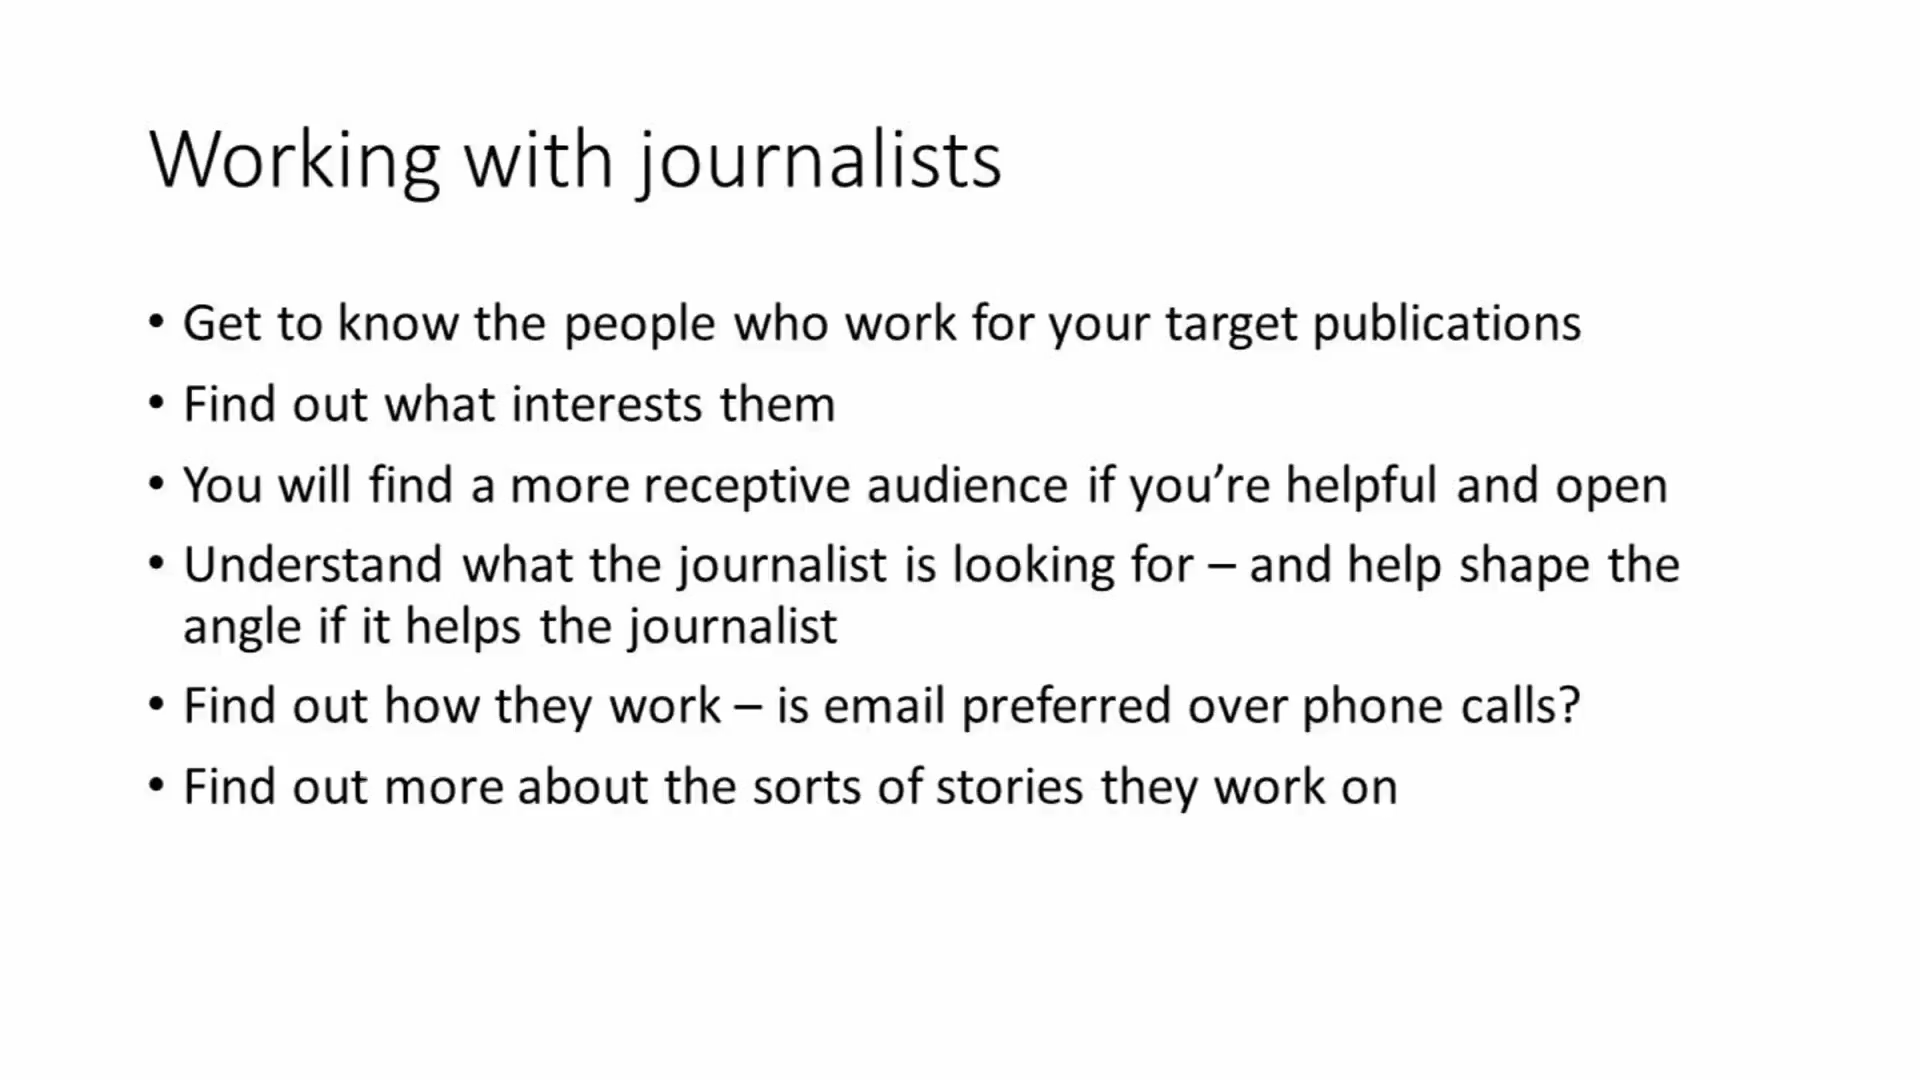 Working with journalists
• Get to know the people who work for your target publications
• Find out what interests them
• You will find a more receptive audience if you’re helpful and open
• Understand what the journalist is looking for – and help shape the
angle if it helps the journalist
• Find out how they work – is email preferred over phone calls?
• Find out more about the sorts of stories they work on